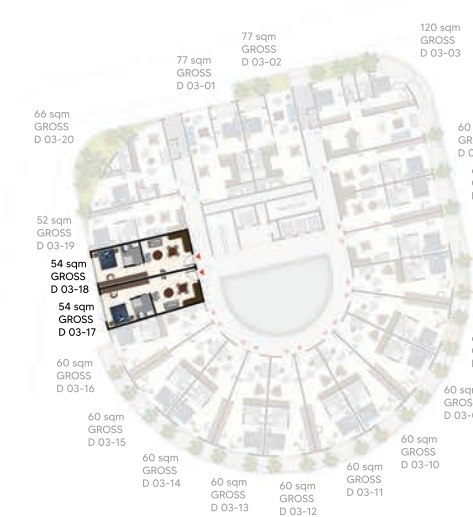 77 sqm
GROSS
D 03-02
120 sqm
GROSS
D 03-03
77 sqm
GROSS
D 03-01
66 sqm
GROSS
D 03-20
60
52 sqm
GROSS
D 03-19
54 sqm
GROSS
D 03-18
54 sqm
GROSS
D 03-17
60 sqm
GROSS
D 03-16
60 sqm
GROSS
D 03-15
60 sqm
GROSS
D 03-14
60 sqm
GROSS
D 03-13
60 sqm
GROSS
D 03-12
60 sqm
GROSS
D 03-11
60 sqm
GROSS
D 03-10